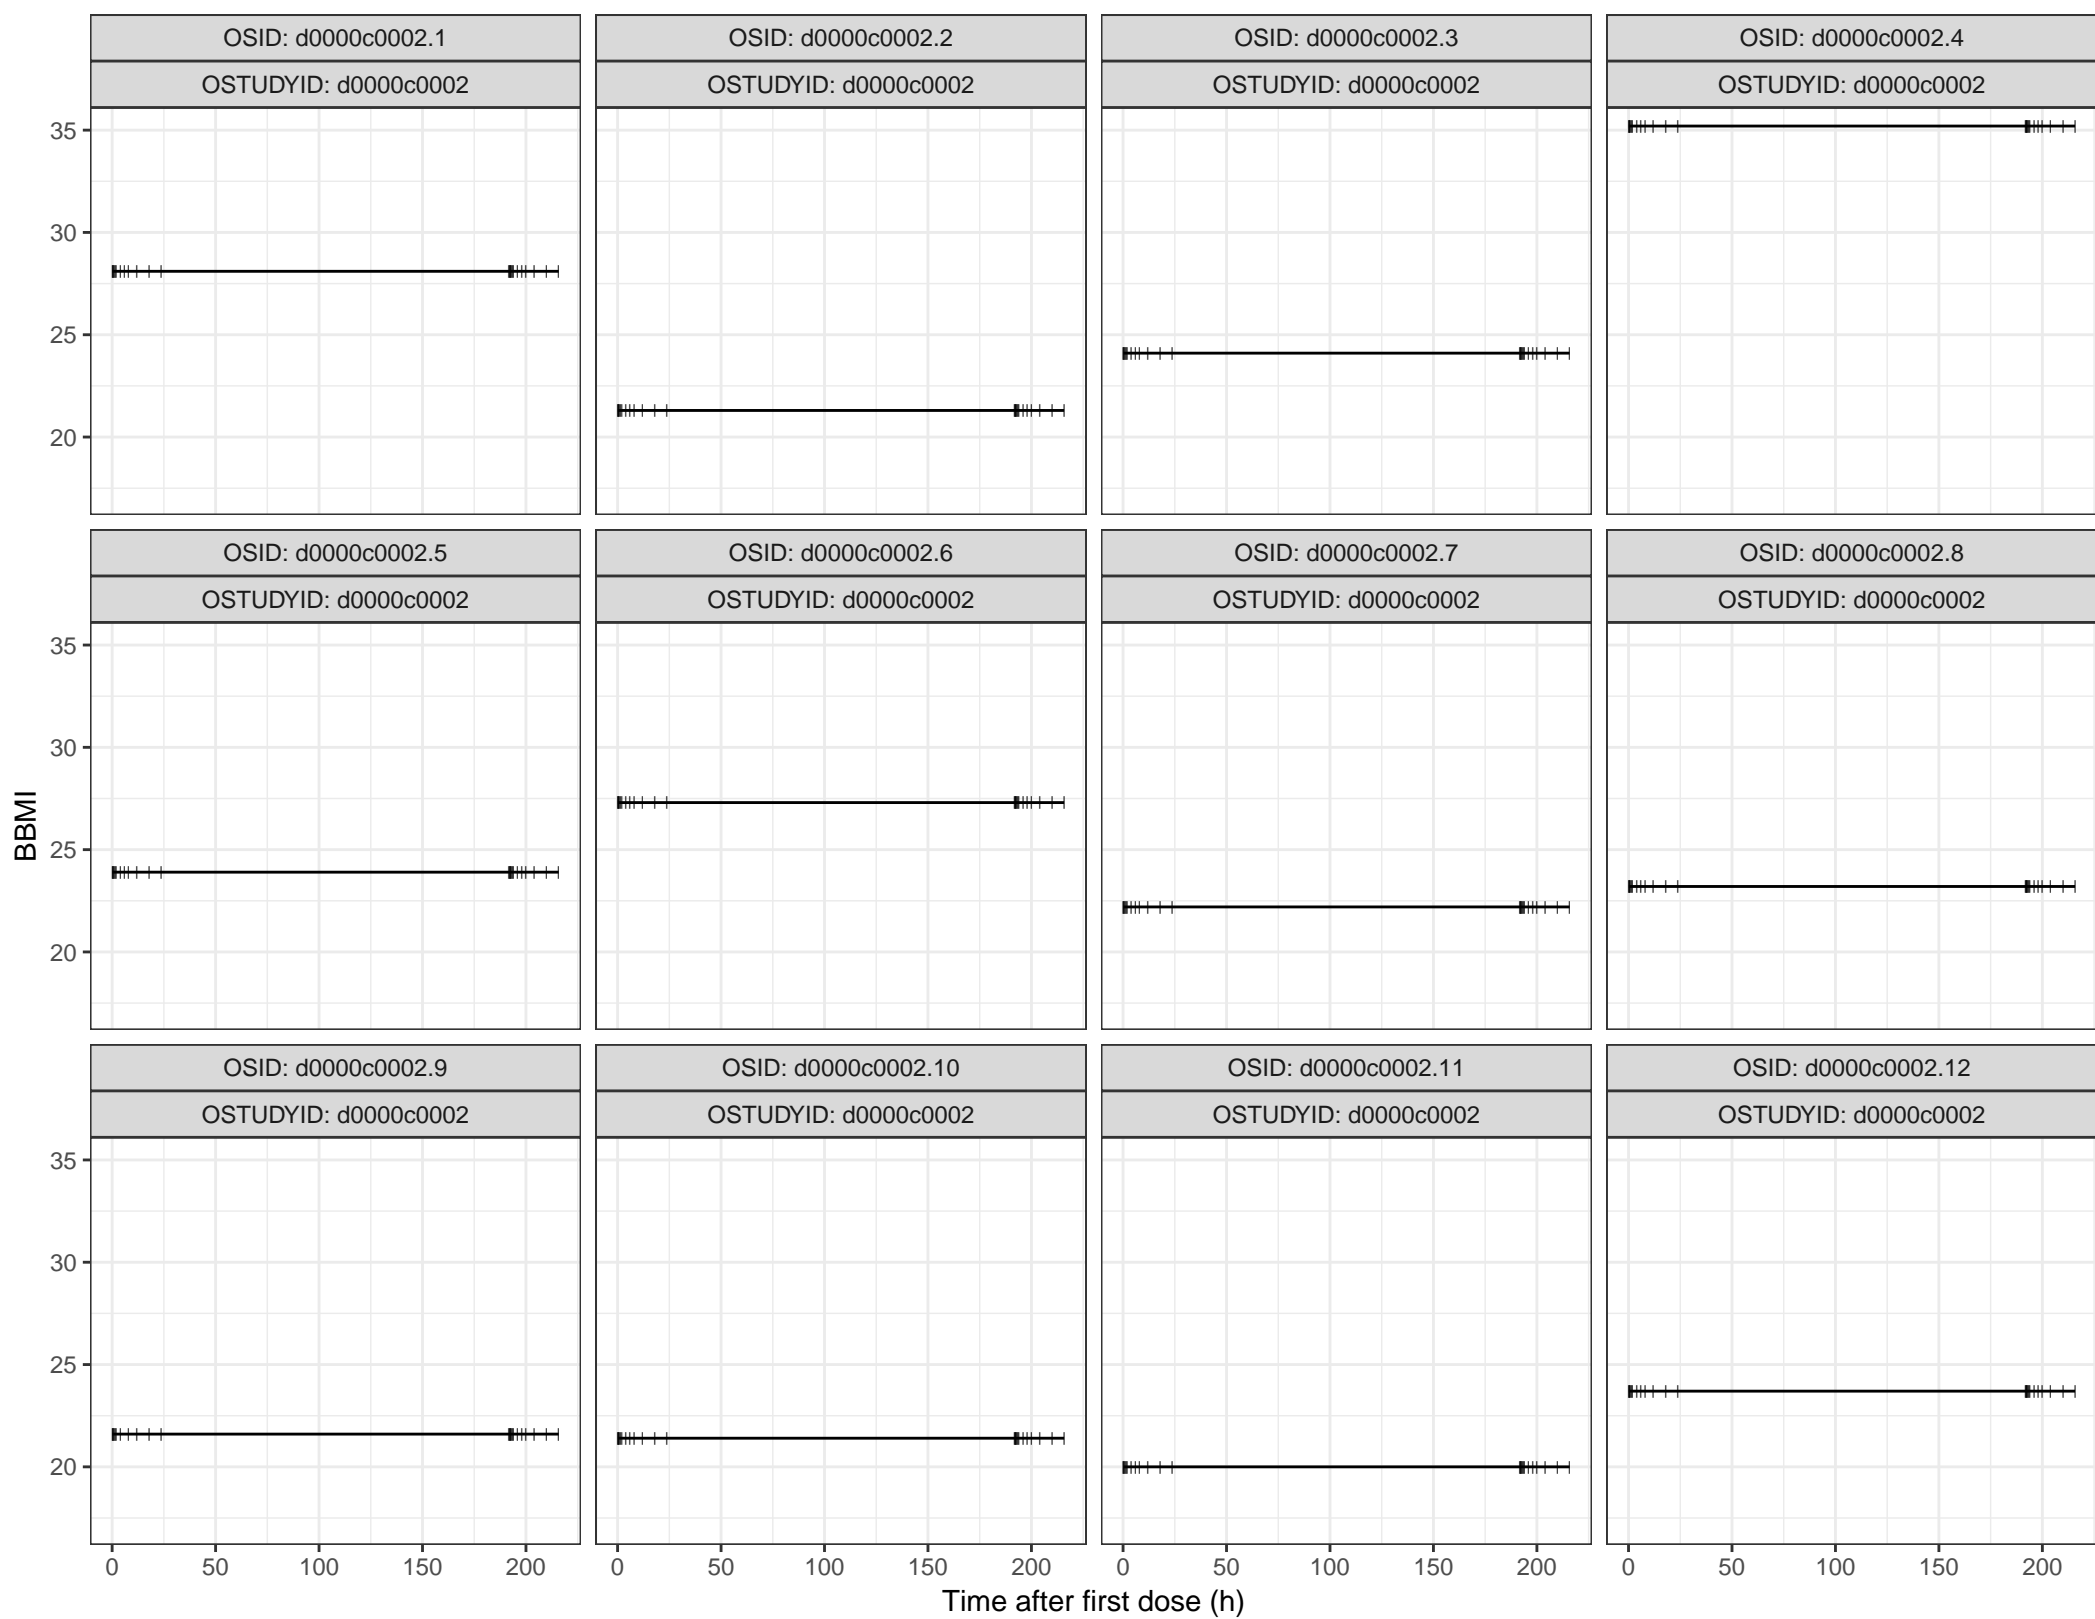 OSID: d0000c0002.1
OSID: d0000c0002.2
OSID: d0000c0002.3
OSID: d0000c0002.4
OSTUDYID: d0000c0002
OSTUDYID: d0000c0002
OSTUDYID: d0000c0002
OSTUDYID: d0000c0002
35
30
25
20
OSID: d0000c0002.5
OSID: d0000c0002.6
OSID: d0000c0002.7
OSID: d0000c0002.8
OSTUDYID: d0000c0002
OSTUDYID: d0000c0002
OSTUDYID: d0000c0002
OSTUDYID: d0000c0002
35
30
25
20
BBMI
OSID: d0000c0002.9
OSID: d0000c0002.10
OSID: d0000c0002.11
OSID: d0000c0002.12
OSTUDYID: d0000c0002
OSTUDYID: d0000c0002
OSTUDYID: d0000c0002
OSTUDYID: d0000c0002
35
30
25
20
0 50 100 150 200
0 50 100 150 200
0 50 100 150 200
0 50 100 150 200
Time after first dose (h)